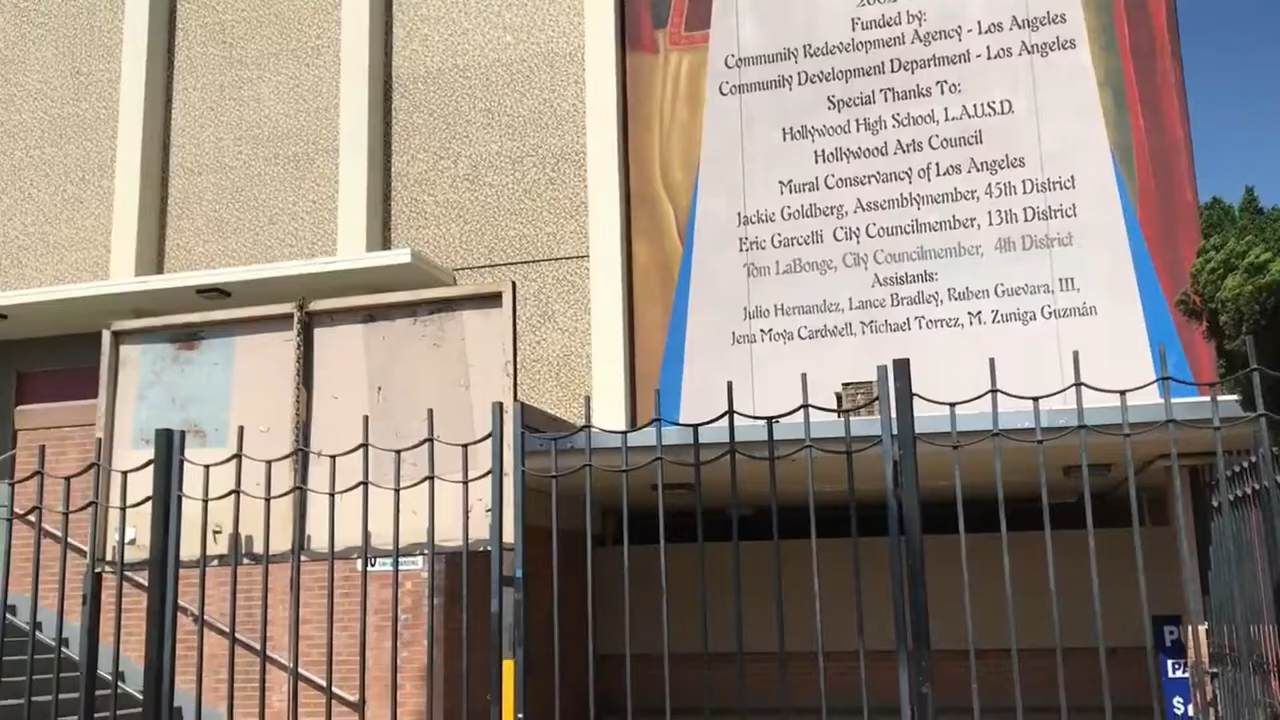 2002
Funded by:
Community Redevelopment Agency - Los Angeles
Community Development Department - Los Angeles
Special Thanks To:
Hollywood High School, L.A.U.S.D.
Hollywood Arts Council
Mural Conservancy of Los Angeles
Jackie Goldberg, Assemblymember, 45th District
Eric Garcelli City Councilmember, 13th District
Tom LaBonge, City Councilmember, 4th District
Assistants:
Julio Hernandez, Lance Bradley, Ruben Guevara, III,
Jena Moya Cardwell, Michael Torrez, M. Zuniga Guzmán
$